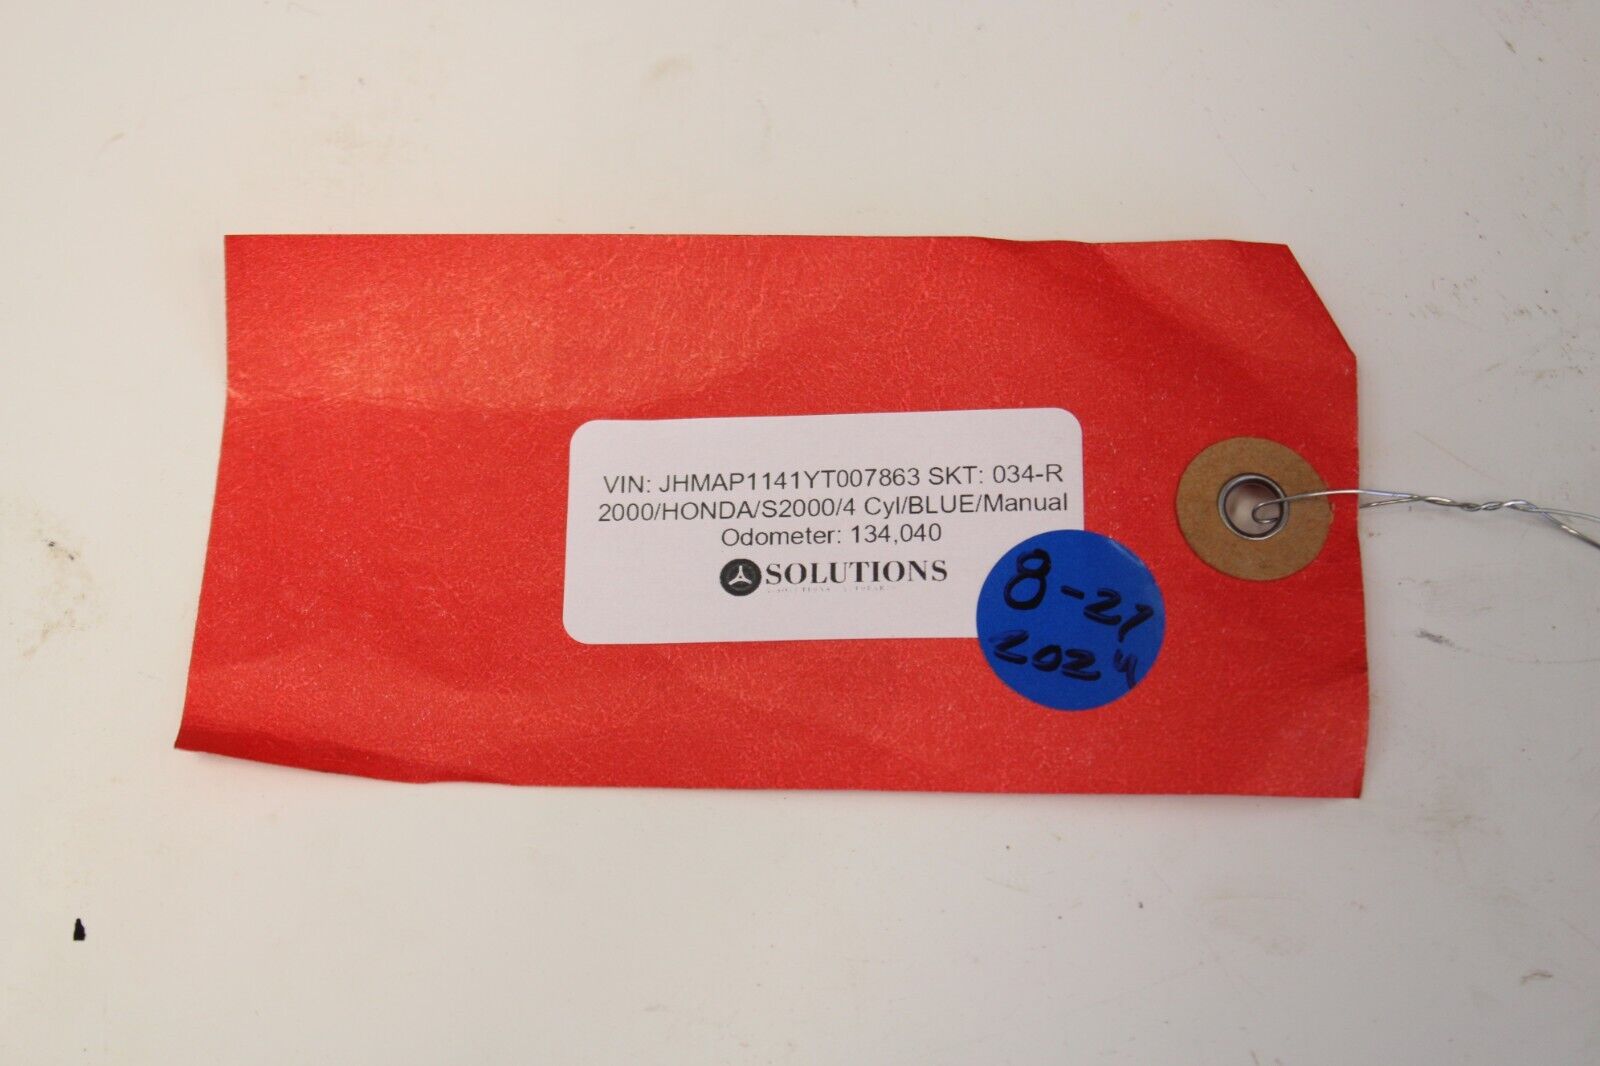 VIN: JHMAP1141YT007863 SKT: 034-R
2000/HONDA/S2000/4 Cyl/BLUE/Manual
Odometer: 134,040
SOLUTIONS
8-21
2024